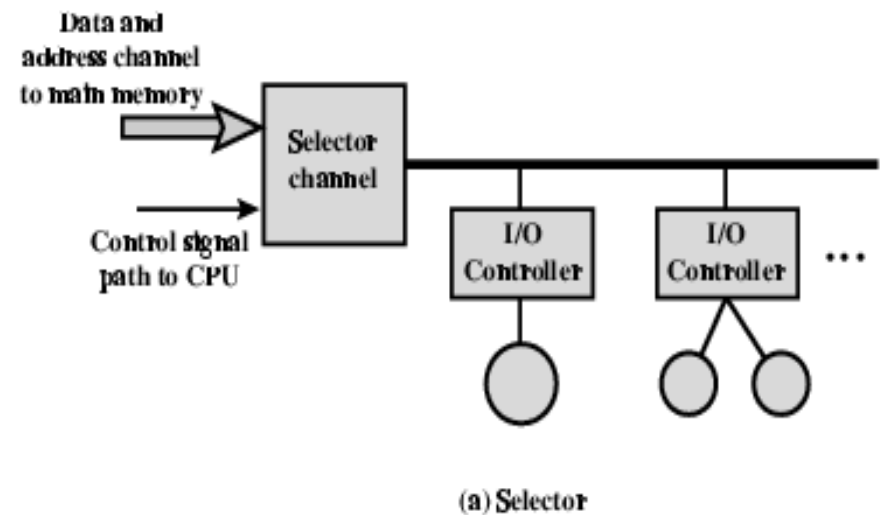 Data and
address channel
to main memory
Selector
channel
Control signal
path to CPU
I/O
Controller
I/O
Controller
...
(a) Selector